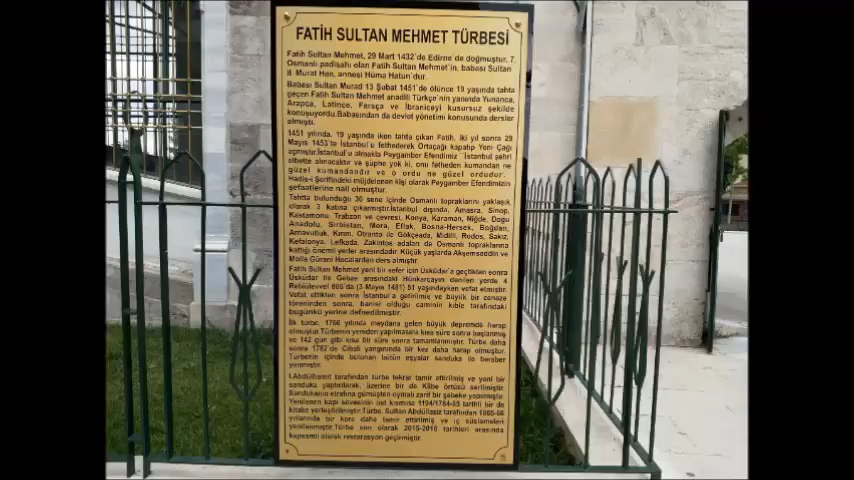 FATİH SULTAN MEHMET TÜRBESİ
Fatih Sultan Mehmet, 29 Mart 1432'de Edirne'de doğmuştur. 7.
Osmanlı padişahı olan Fatih Sultan Mehmet'in, babası Sultan
II. Murat Han, annesi Hüma Hatun'dur.
Babası Sultan Murad 13 Şubat 1451'de ölünce 19 yaşında tahta
geçen Fatih Sultan Mehmet anadili Türkçe'nin yanında Yunanca,
Arapça, Latince, Farsça ve İbraniceyi kusursuz şekilde
konuşuyordu.Babasından da devlet yönetimi konusunda dersler
almıştı.
1451 yılında, 19 yaşında iken tahta çıkan Fatih, iki yıl sonra 29
Mayıs 1453'te İstanbul'u fethederek Ortaçağı kapatıp Yeni Çağı
açmıştır.İstanbul'u almakla Peygamber Efendimiz 'İstanbul şehri
elbette alınacaktır ve şüphe yok ki, onu fetheden kumandan ne
güzel kumandandır ve o ordu ne güzel ordudur.'
Hadis-i Şerifindeki müjdelenen kişi olarak Peygamber Efendimizin
şefaatlerine nail olmuştur.
Tahtta bulunduğu 30 sene içinde Osmanlı topraklarını yaklaşık
olarak 3 katına çıkarmıştır.İstanbul dışında, Amasra, Sinop,
Kastamonu, Trabzon ve çevresi, Konya, Karaman, Niğde, Doğu
Anadolu, Sırbistan, Mora, Eflak, Bosna-Hersek, Boğdan,
Arnavutluk, Kırım, Otranto ile Gökçeada, Midilli, Rodos, Sakız,
Kefalonya, Lefkada, Zakintos adaları da Osmanlı topraklarına
kattığı önemli yerler arasındadır. Küçük yaşlarda Akşemseddin ve
Molla Gürani Hocalardan ders almıştır.
Fatih Sultan Mehmet yeni bir sefer için Üsküdar'a geçtikten sonra
Üsküdar ile Gebze arasındaki Hünkarçayırı denilen yerde 4
Rebiülevvel 886'da (3 Mayıs 1481) 51 yaşındayken vefat etmiştir.
Vefat ettikten sonra İstanbul'a getirilmiş ve büyük bir cenaze
töreninden sonra, banisi olduğu caminin kıble tarafındaki
bugünkü yerine defnedilmiştir.
İlk türbe, 1766 yılında meydana gelen büyük depremde harap
olmuştur.Türbenin yeniden yapılmasına kısa süre sonra başlanmış
ve 142 gün gibi kısa bir süre sonra tamamlanmıştır. Türbe daha
sonra 1782'de Cibali yangınında bir kez daha harap olmuştur.
Türbenin içinde bulunan bütün eşyalar sanduka ile beraber
yanmıştır.
I.Abdülhamit tarafından türbe tekrar tamir ettirilmiş ve yeni bir
sanduka yaptırılarak, üzerine bir de Kâbe örtüsü serilmiştir.
Sandukanın etrafına gümüşten oymalı zarif bir şebeke yapılmıştır.
Yenilenen kapı sövesinin üst kısmına 1194/1784-85 tarihli bir de
kitabe yerleştirilmiştir.Türbe, Sultan Abdülaziz tarafından 1865-66
yıllarında bir kere daha tamir ettirilmiş ve iç süslemeleri
yenilenmiştir.Türbe son olarak 2015-2018 tarihleri arasında
kapsamlı olarak restorasyon geçirmiştir.